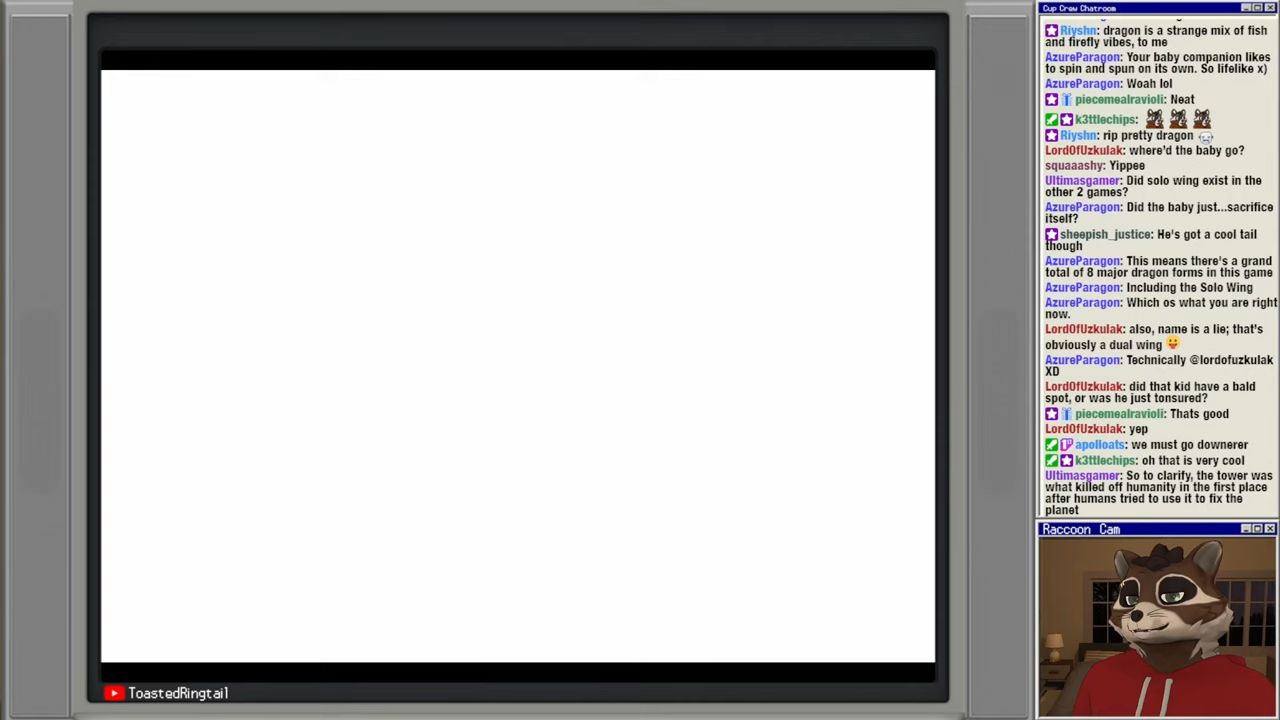 Cup Crew Chatroom
Riyshn: dragon is a strange mix of fish
and firefly vibes, to me
AzureParagon: Your baby companion likes
to spin and spun on its own. So lifelike x)
AzureParagon: Woah lol
piecemealravioli: Neat
k3ttlechips:
Riyshn: rip pretty dragon
LordOfUzkulak: where'd the baby go?
squaaashy: Yippee
Ultimasgamer: Did solo wing exist in the
other 2 games?
AzureParagon: Did the baby just...sacrifice
itself?
sheepish_justice: He's got a cool tail
though
AzureParagon: This means there's a grand
total of 8 major dragon forms in this game
AzureParagon: Including the Solo Wing
AzureParagon: Which os what you are right
now.
LordOfUzkulak: also, name is a lie; that's
obviously a dual wing
AzureParagon: Technically @lordofuzkulak
XD
LordOfUzkulak: did that kid have a bald
spot, or was he just tonsured?
piecemealravioli: Thats good
LordOfUzkulak: yep
apolloats: we must go downerer
k3ttlechips: oh that is very cool
Ultimasgamer: So to clarify, the tower was
what killed off humanity in the first place
after humans tried to use it to fix the
planet
Raccoon Cam
ToastedRingtail